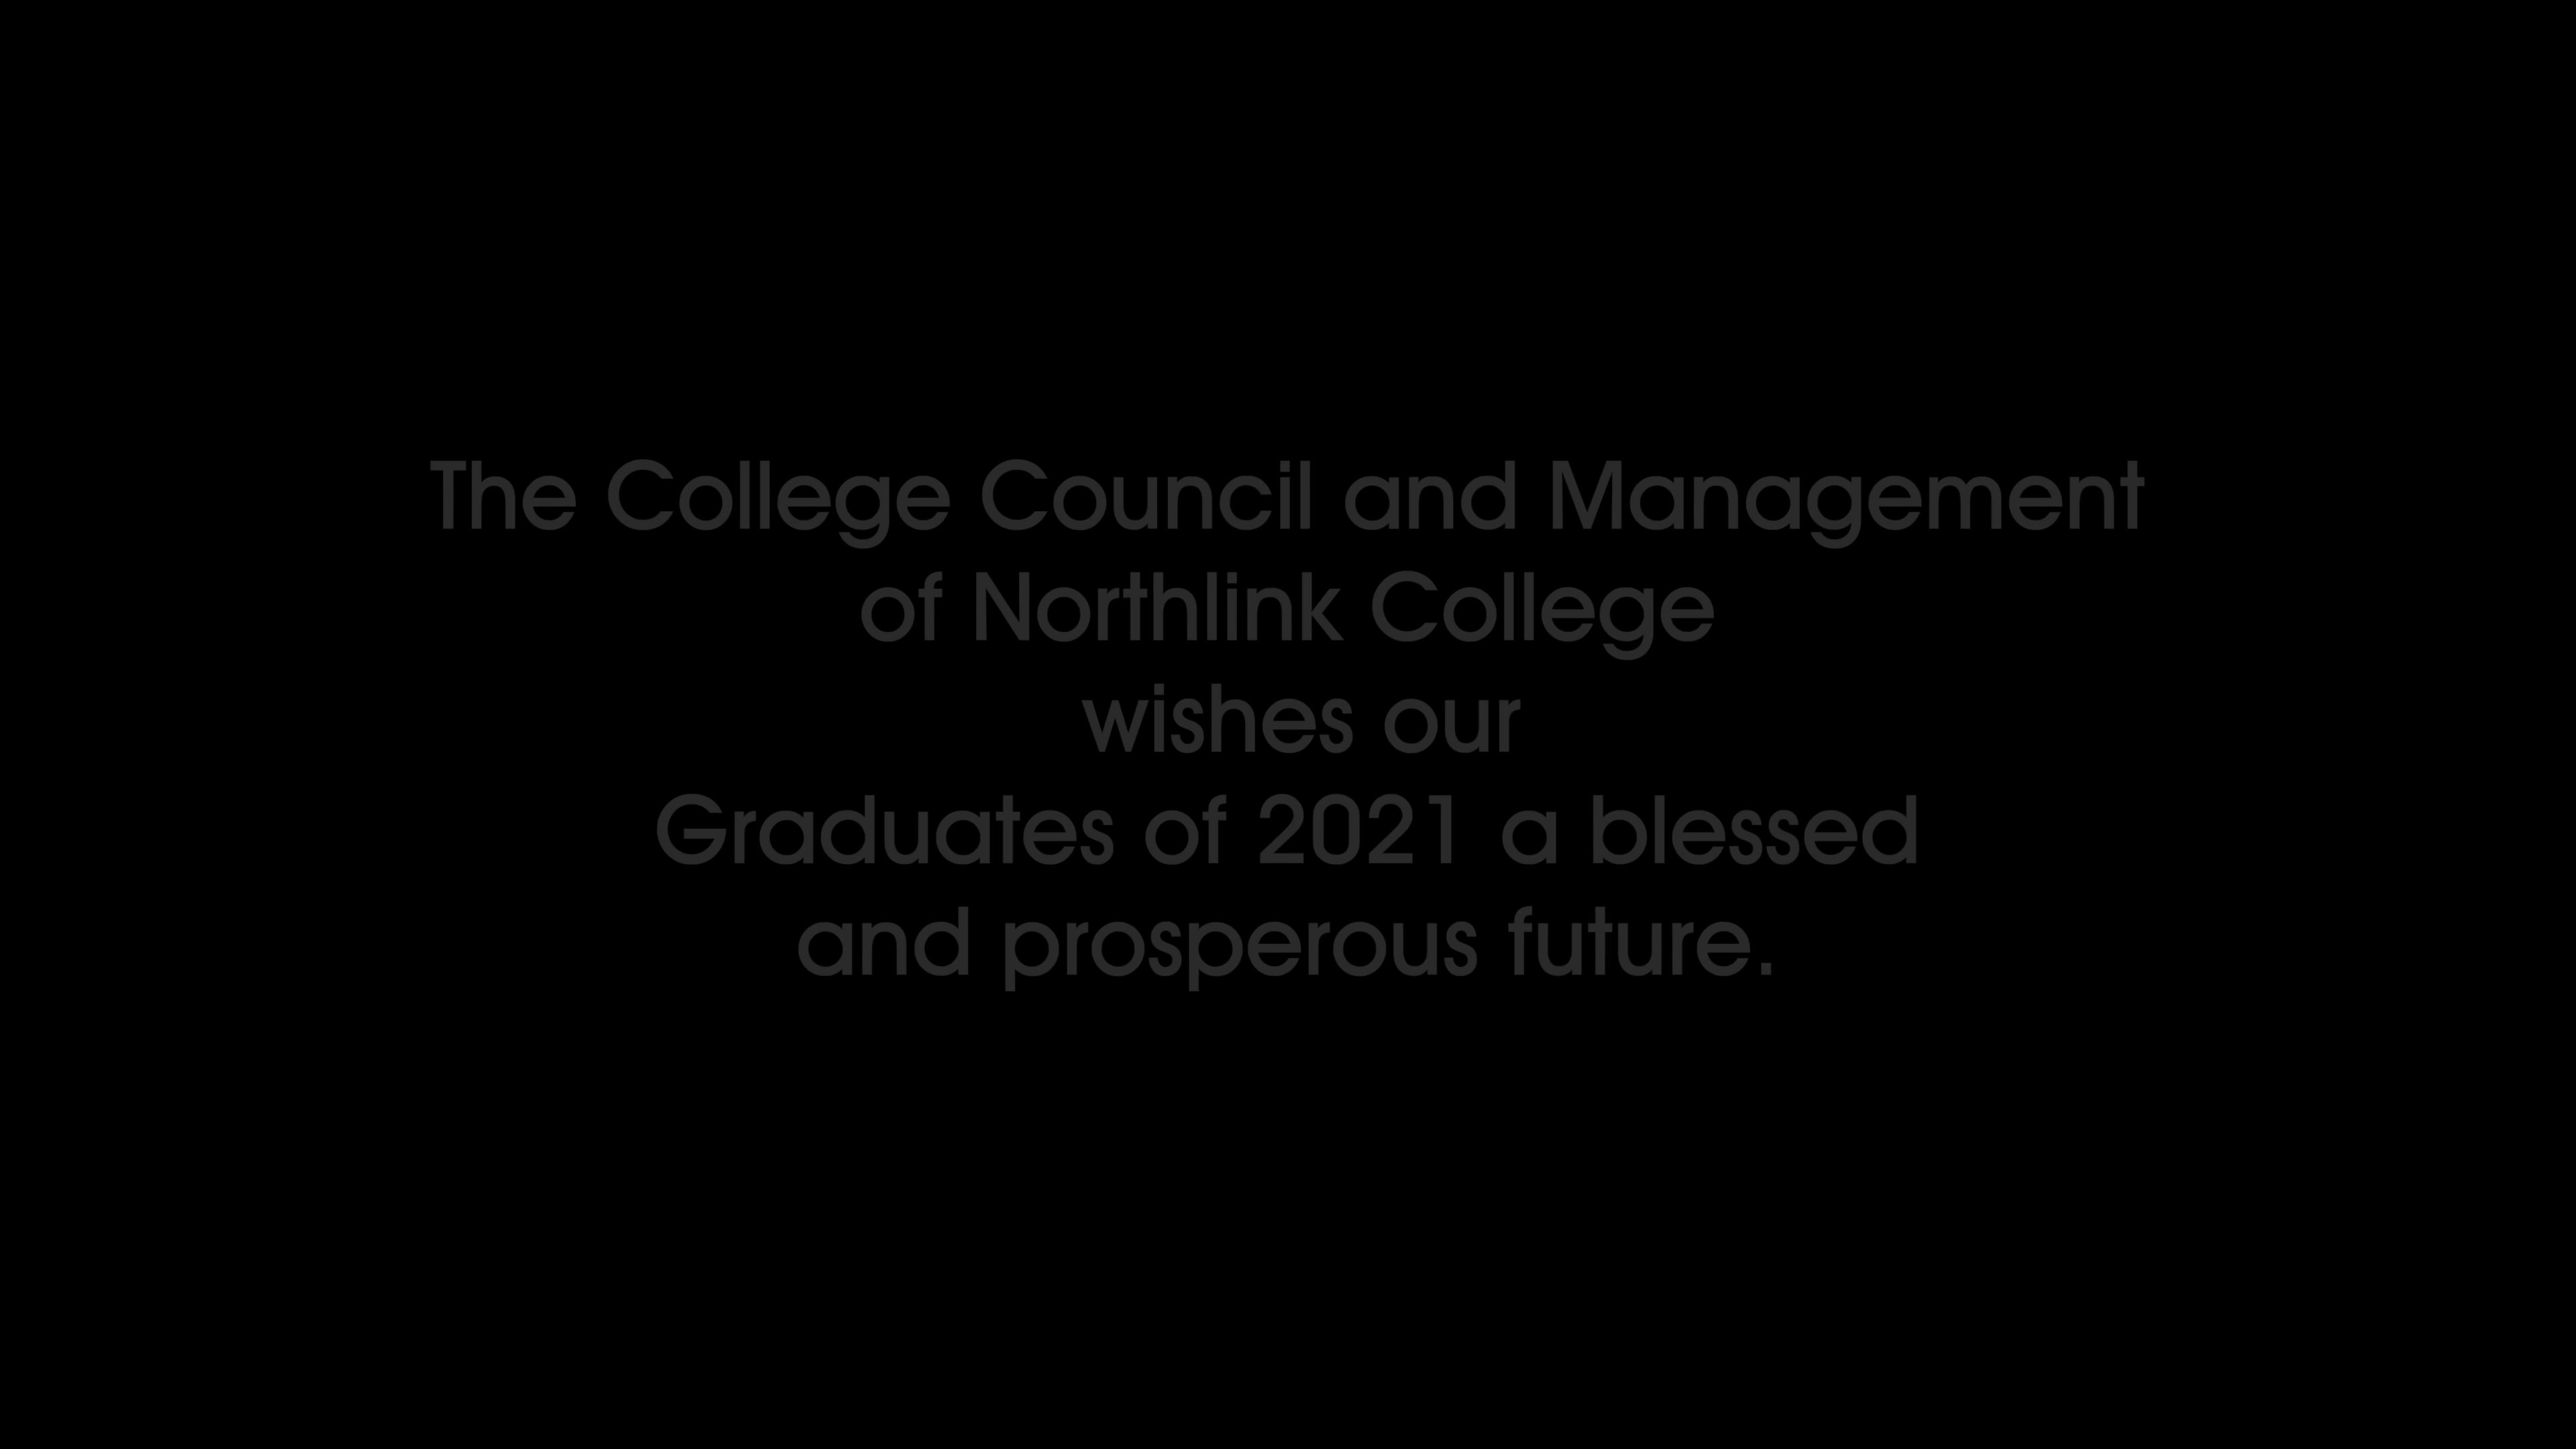 The College Council and Management
of Northlink College
wishes our
Graduates of 2021 a blessed
and prosperous future.